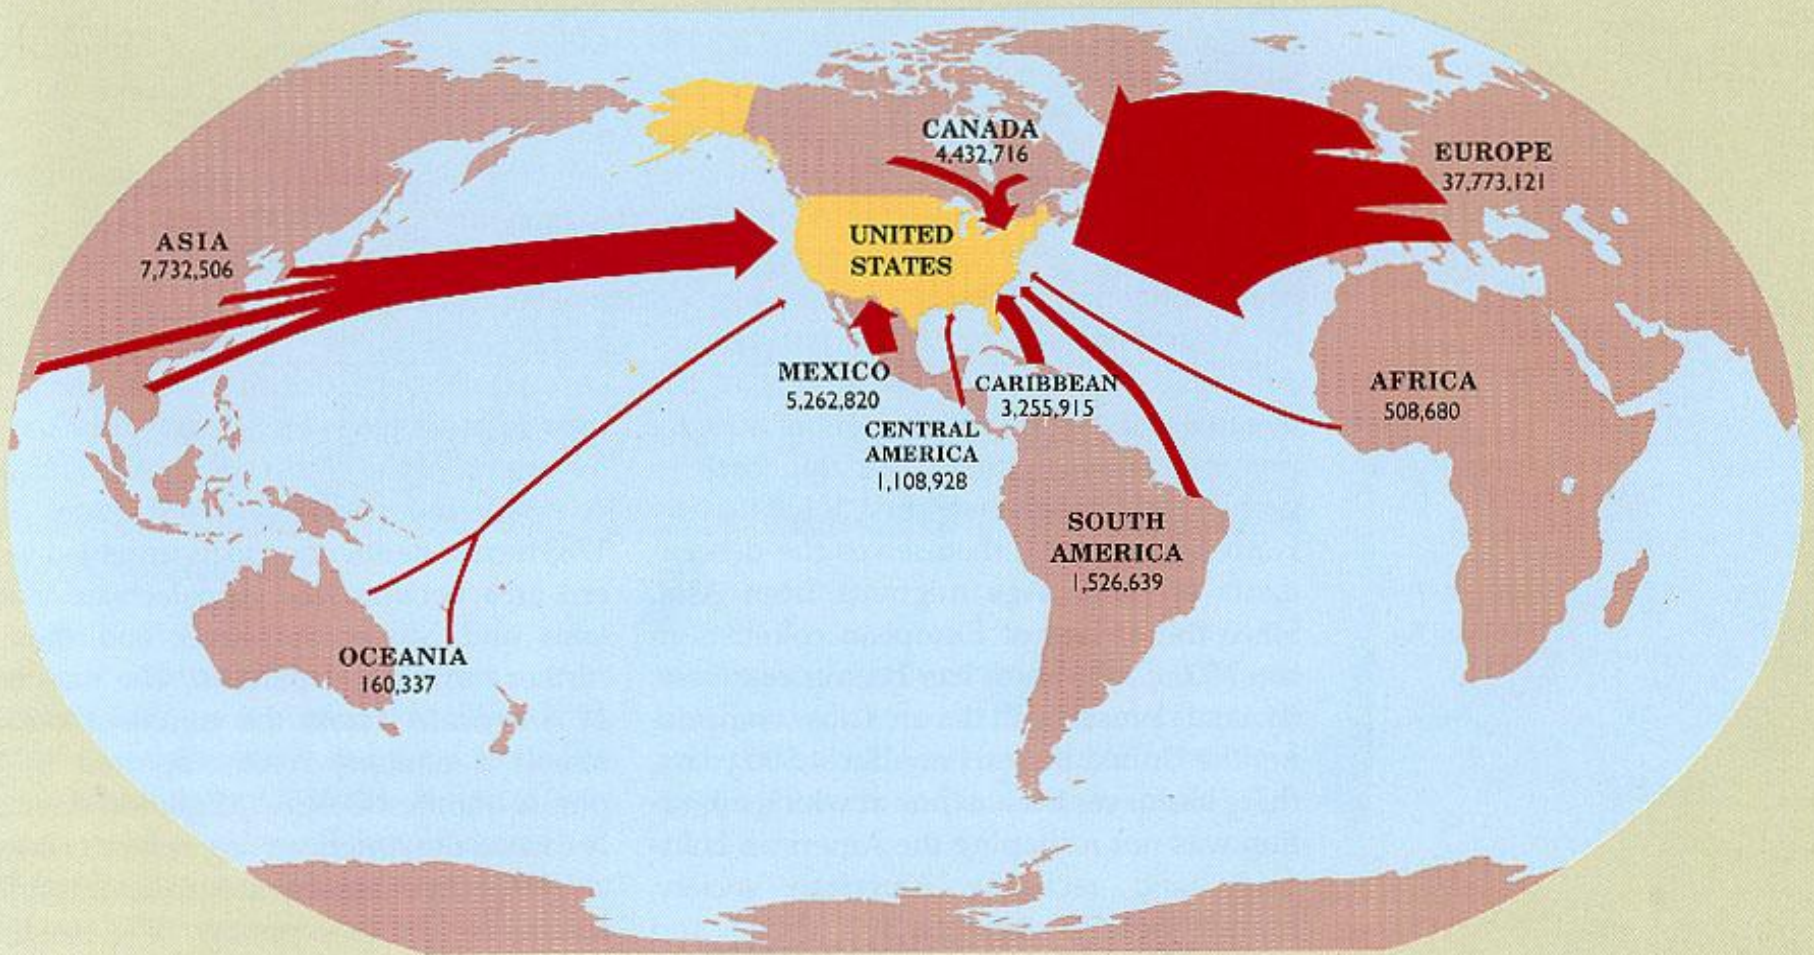 CANADA
4,432,716
EUROPE
37,773,121
ASIA
7,732,506
UNITED
STATES
MEXICO
5,262,820
CARIBBEAN
3,255,915
CENTRAL
AMERICA
1,108,928
AFRICA
508,680
SOUTH
AMERICA
1,526,639
OCEANIA
160,337